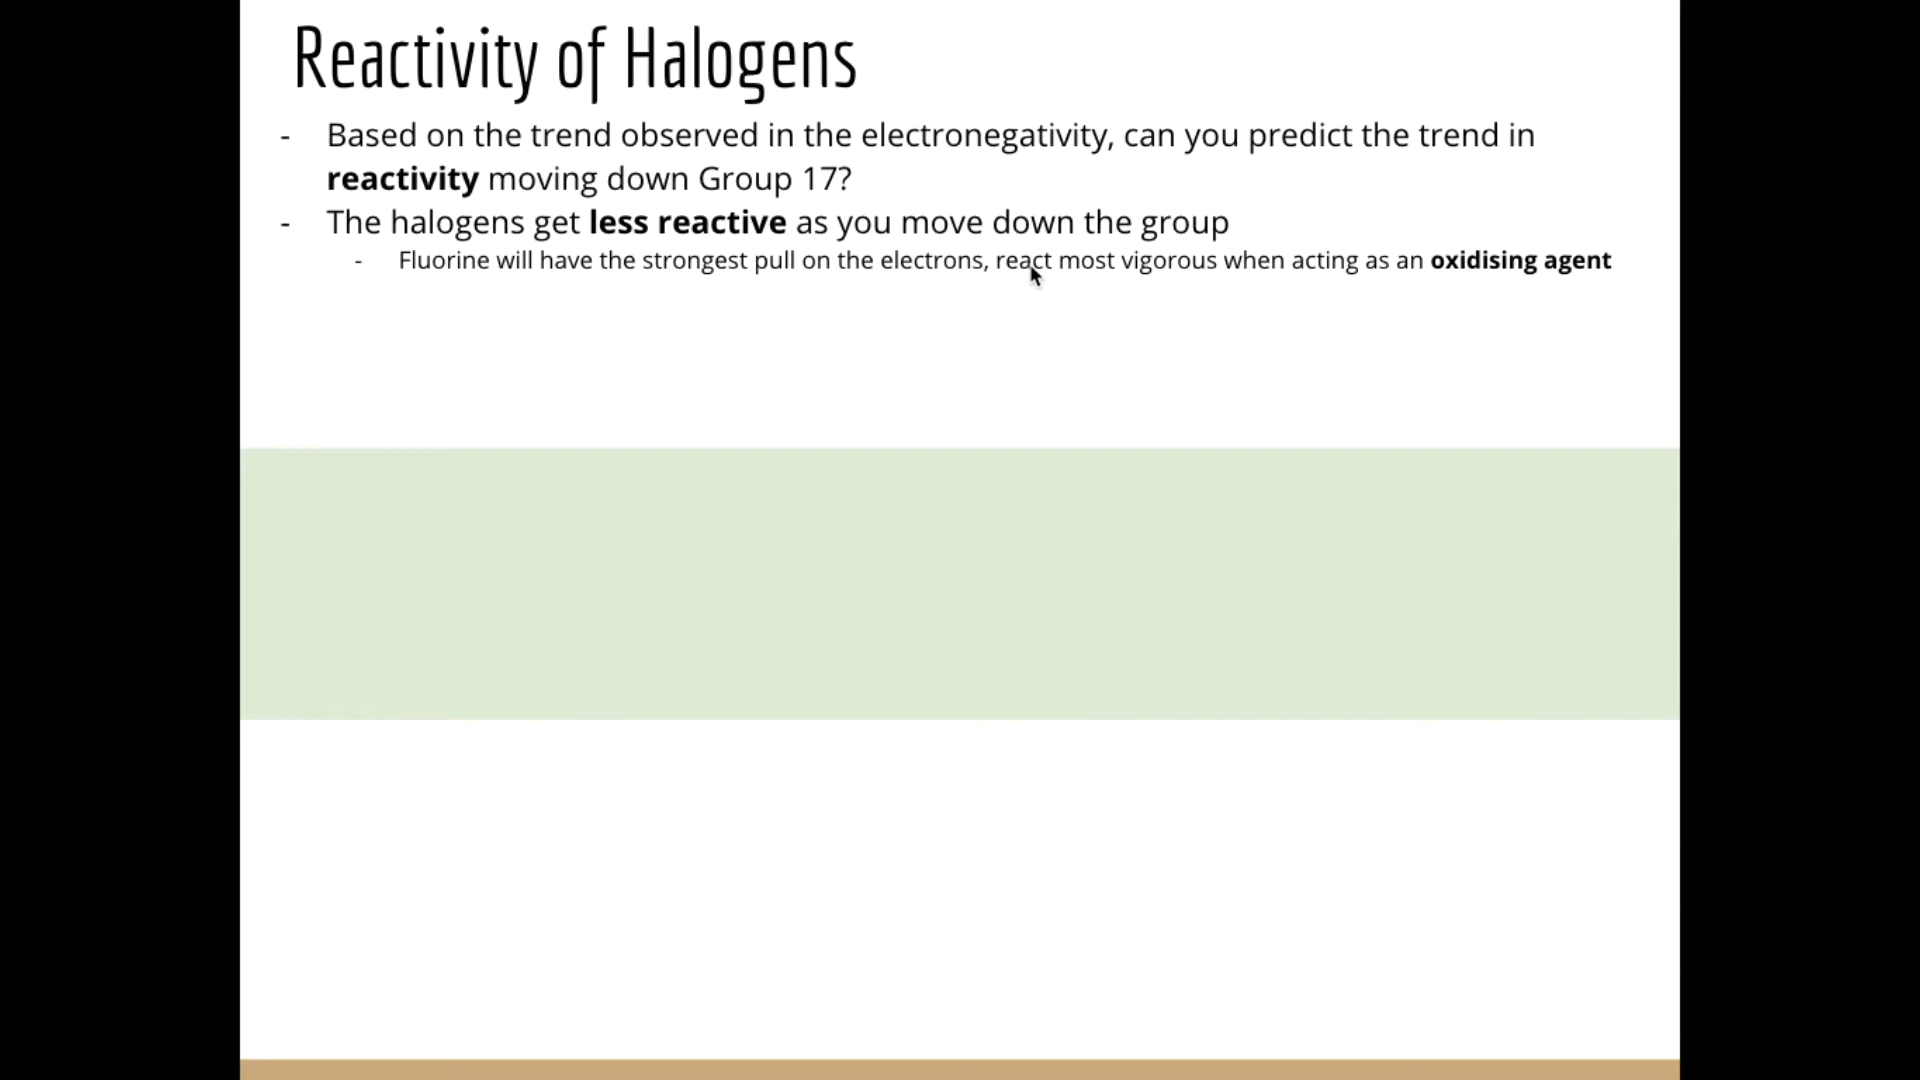 Reactivity of Halogens
- Based on the trend observed in the electronegativity, can you predict the trend in
reactivity moving down Group 17?
- The halogens get less reactive as you move down the group
- Fluorine will have the strongest pull on the electrons, react most vigorous when acting as an oxidising agent